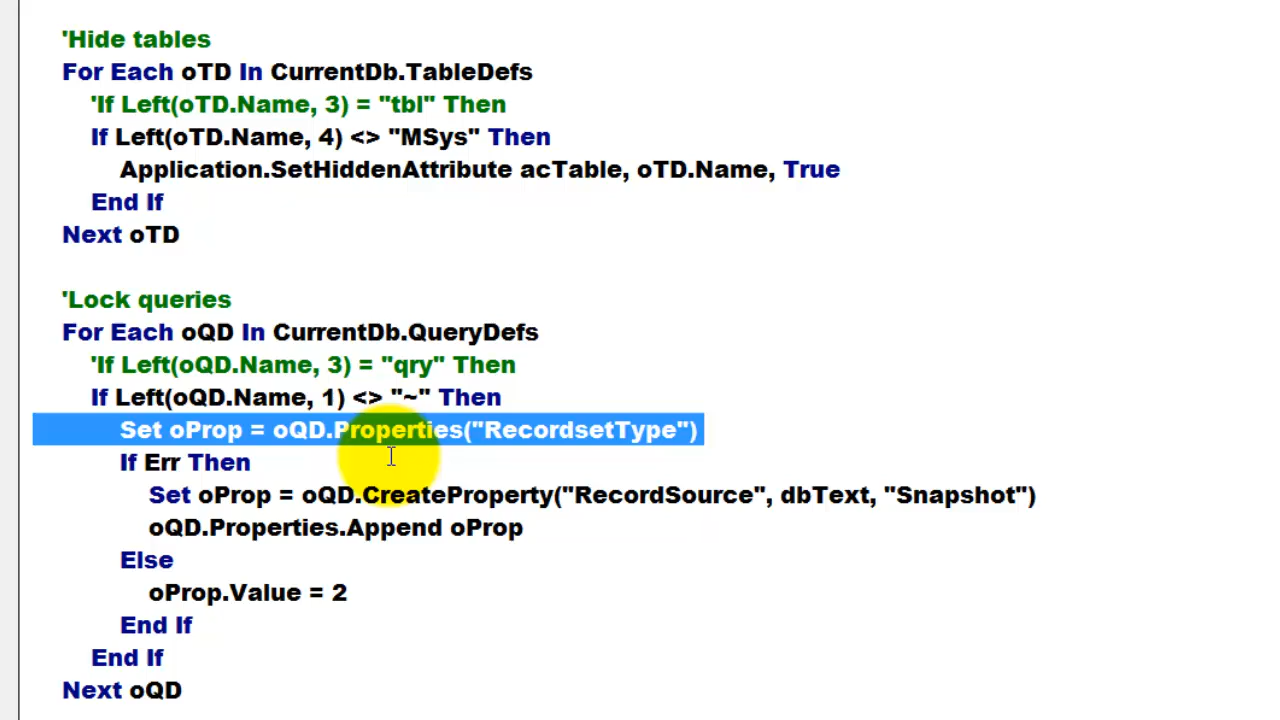 'Hide tables
For Each oTD In CurrentDb.TableDefs
'If Left(oTD.Name, 3) = "tbl" Then
If Left(oTD.Name, 4) <> "MSys" Then
Application.SetHiddenAttribute acTable, oTD.Name, True
End If
Next oTD
'Lock queries
For Each oQD In CurrentDb.QueryDefs
'If Left(oQD.Name, 3) = "qry" Then
If Left(oQD.Name, 1) <> "~" Then
Set oProp = oQD.Properties("RecordsetType")
If Err Then
Set oProp = oQD.CreateProperty("RecordSource", dbText, "Snapshot")
oQD.Properties.Append oProp
Else
oProp.Value = 2
End If
End If
Next oQD